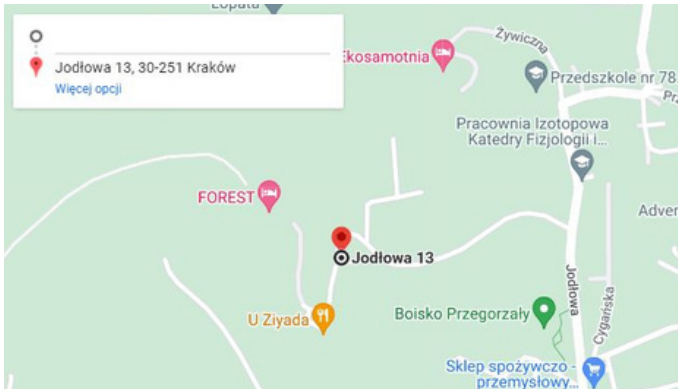 Łopata
Jodłowa 13, 30-251 Kraków
Więcej opcji
Ekosamotnia
Żywiczna
Przedszkole nr 78
Pracownia Izotopowa
Katedry Fizjologii i...
FOREST
Adver
Jodłowa 13
Jodłowa
Cygańska
U Ziyada
Boisko Przegorzały
Sklep spożywczo -
przemysłowy...